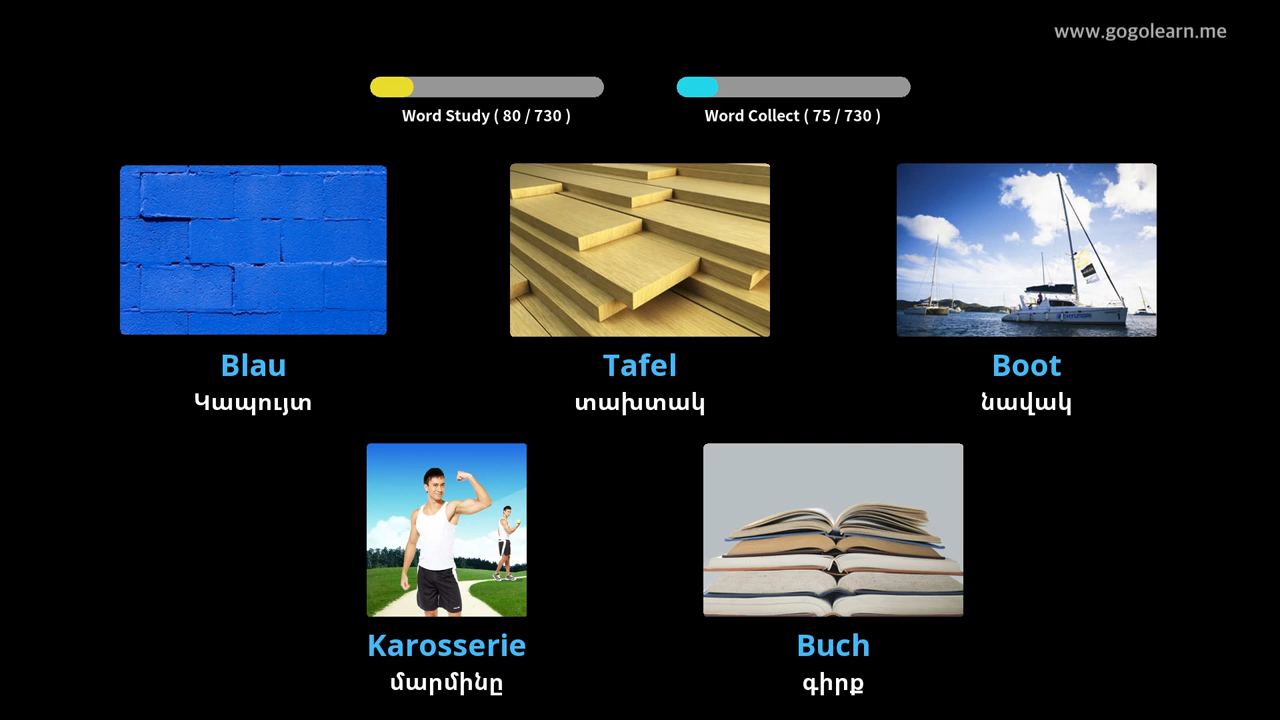 www.gogolearn.me
Word Study ( 80 / 730 )
Word Collect ( 75 / 730 )
Blau
Կապույտ
Tafel
տախտակ
Boot
նավակ
Karosserie
մարմինը
Buch
գիրք